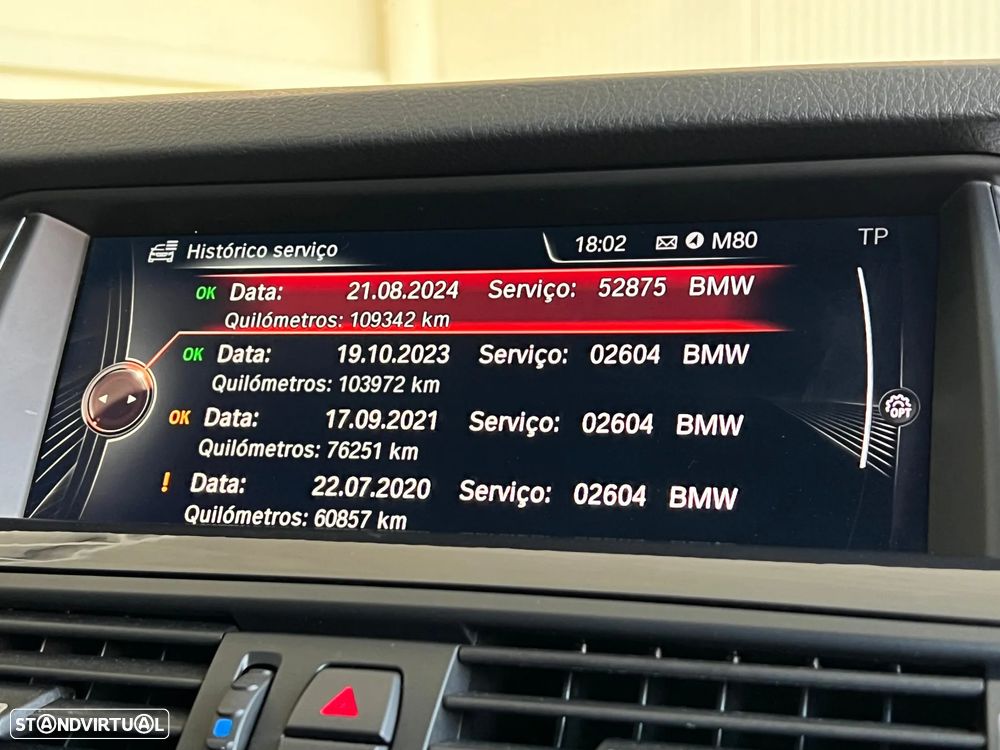 Histórico serviço 18:02 M80 TP
OK Data: 21.08.2024 Serviço: 52875 BMW
Quilómetros: 109342 km
OK Data: 19.10.2023 Serviço: 02604 BMW
Quilómetros: 103972 km
OK Data: 17.09.2021 Serviço: 02604 BMW
Quilómetros: 76251 km
OPT
! Data: 22.07.2020 Serviço: 02604 BMW
Quilómetros: 60857 km
STANDVIRTUAL